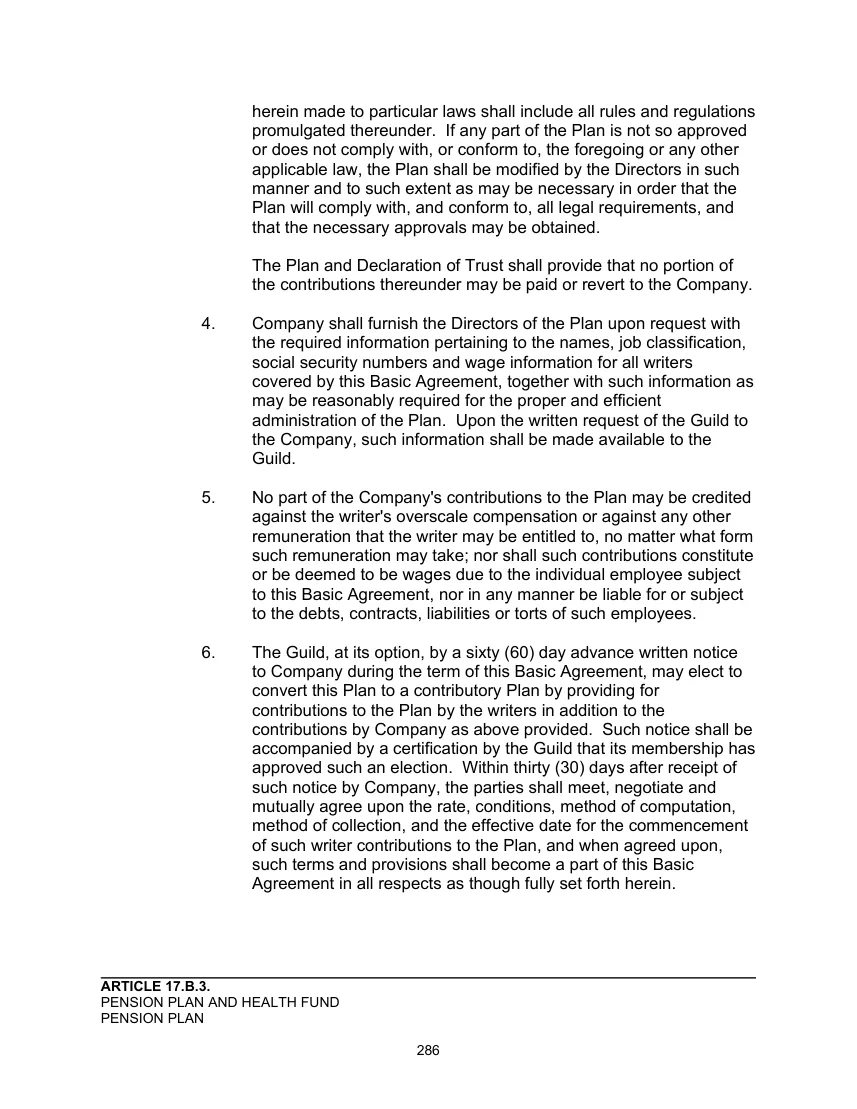 herein made to particular laws shall include all rules and regulations
promulgated thereunder.  If any part of the Plan is not so approved
or does not comply with, or conform to, the foregoing or any other
applicable law, the Plan shall be modified by the Directors in such
manner and to such extent as may be necessary in order that the
Plan will comply with, and conform to, all legal requirements, and
that the necessary approvals may be obtained.
The Plan and Declaration of Trust shall provide that no portion of
the contributions thereunder may be paid or revert to the Company.
4. Company shall furnish the Directors of the Plan upon request with
the required information pertaining to the names, job classification,
social security numbers and wage information for all writers
covered by this Basic Agreement, together with such information as
may be reasonably required for the proper and efficient
administration of the Plan.  Upon the written request of the Guild to
the Company, such information shall be made available to the
Guild.
5. No part of the Company's contributions to the Plan may be credited
against the writer's overscale compensation or against any other
remuneration that the writer may be entitled to, no matter what form
such remuneration may take; nor shall such contributions constitute
or be deemed to be wages due to the individual employee subject
to this Basic Agreement, nor in any manner be liable for or subject
to the debts, contracts, liabilities or torts of such employees.
6. The Guild, at its option, by a sixty (60) day advance written notice
to Company during the term of this Basic Agreement, may elect to
convert this Plan to a contributory Plan by providing for
contributions to the Plan by the writers in addition to the
contributions by Company as above provided.  Such notice shall be
accompanied by a certification by the Guild that its membership has
approved such an election.  Within thirty (30) days after receipt of
such notice by Company, the parties shall meet, negotiate and
mutually agree upon the rate, conditions, method of computation,
method of collection, and the effective date for the commencement
of such writer contributions to the Plan, and when agreed upon,
such terms and provisions shall become a part of this Basic
Agreement in all respects as though fully set forth herein.
ARTICLE 17.B.3.
PENSION PLAN AND HEALTH FUND
PENSION PLAN
286